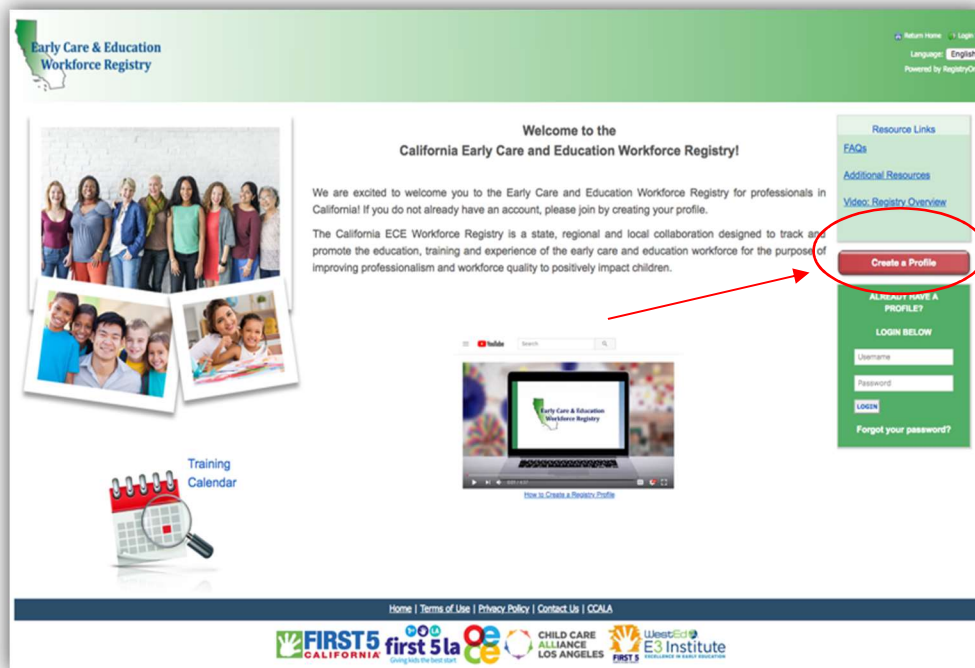 Early Care & Education
Workforce Registry
Return Home Login
Language: English
Powered by
Welcome to the
California Early Care and Education Workforce Registry!
We are excited to welcome you to the Early Care and Education Workforce Registry for professionals in
California! If you do not already have an account, please join by creating your profile.
The California ECE Workforce Registry is a state, regional and local collaboration designed to track and
promote the education, training and experience of the early care and education workforce for the purpose of
improving professionalism and workforce quality to positively impact children.
Resource Links
FAQs
Additional Resources
Video: Registry Overview
Create a Profile
ALREADY HAVE A
PROFILE?
LOGIN BELOW
Username
Password
LOGIN
Forgot your password?
YouTube
Search
Early Care & Education
Workforce Registry
How to Create a Registry Profile
Training
Calendar
Home | Terms of Use | Privacy Policy | Contact Us | CCALA
FIRST 5
CALIFORNIA
first 5 la
Giving kids the best start
CHILD CARE
ALLIANCE
LOS ANGELES
FIRST 5
WestEd
E3 Institute
EXCELLENCE IN EARLY EDUCATION